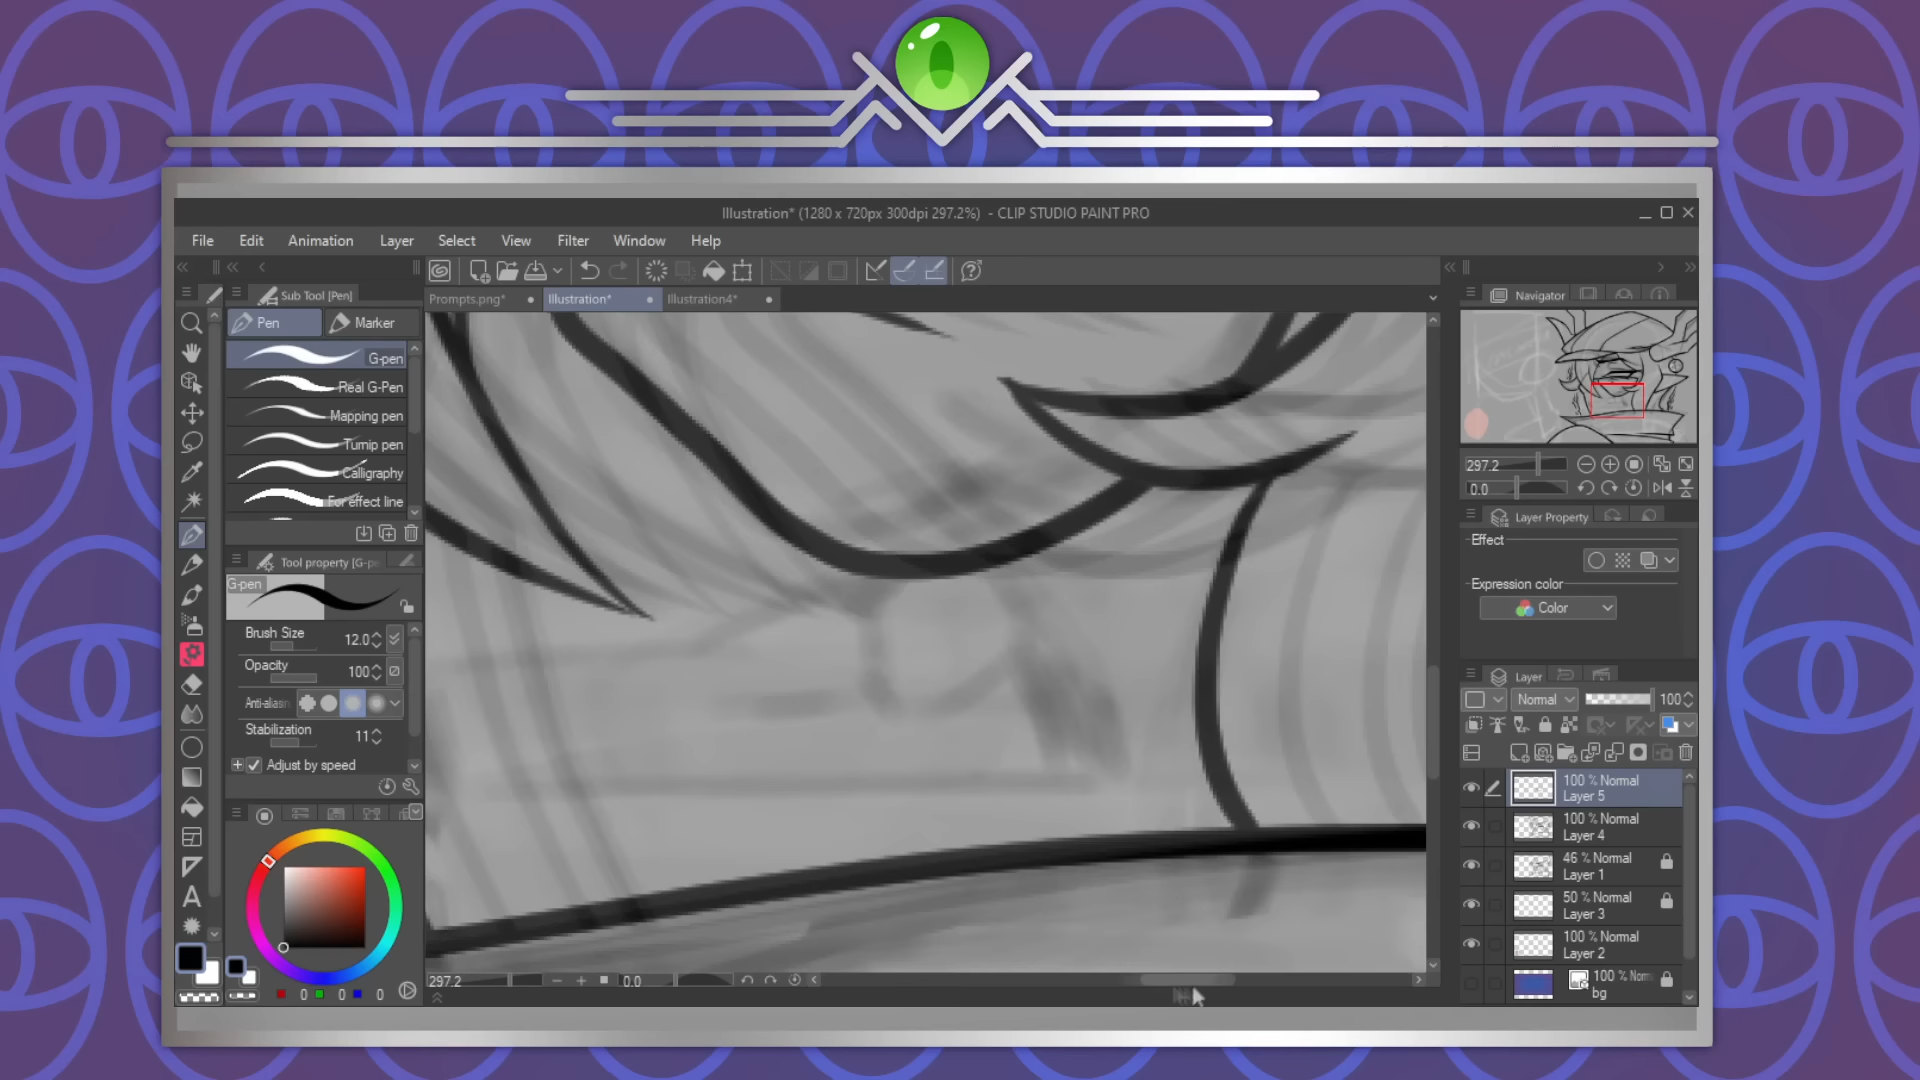 Illustration* (1280 x 720px 300dpi 297.2%) - CLIP STUDIO PAINT PRO
File Edit Animation Layer Select View Filter Window Help
Sub Tool [Pen]
Prompts.png* Illustration* Illustration4*
Navigator
Pen Marker
G-pen
Real G-Pen
Mapping pen
Turnip pen
Calligraphy
For effect line
297.2
0.0
Layer Property
Effect
Expression color
Color
Tool property [G-pe
G-pen
Brush Size 12.0
Opacity 100
Anti-aliasin
Stabilization 11
Adjust by speed
Layer
Normal 100
100 % Normal
Layer 5
100 % Normal
Layer 4
46 % Normal
Layer 1
50 % Normal
Layer 3
100 % Normal
Layer 2
100 % Norm
bg
A
0 0 0
297.2 0.0